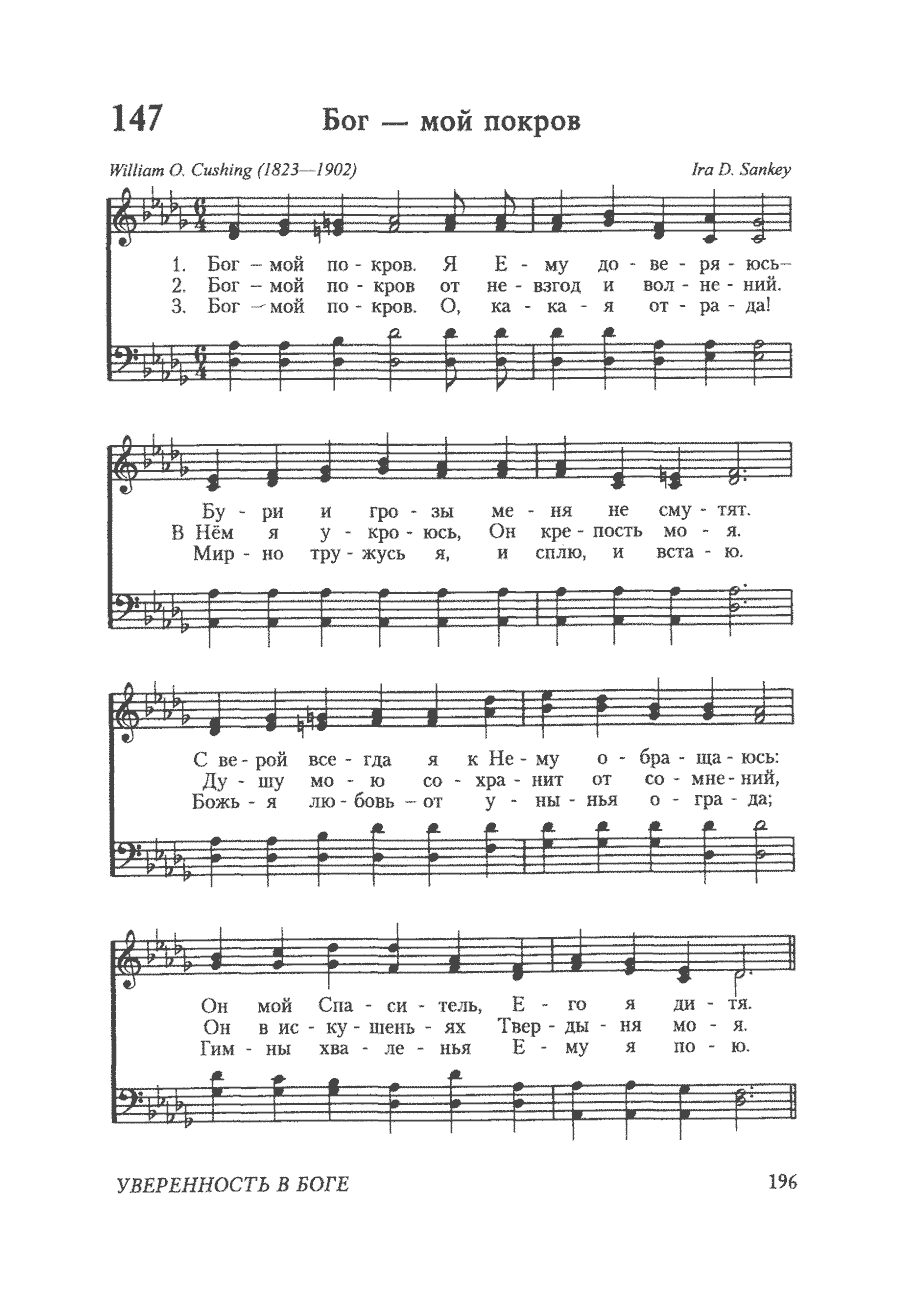 147 Бог — мой покров
William O. Cushing (1823—1902) Ira D. Sankey
6
4
1. Бог – мой по - кров. Я Е - му до - ве - ря - юсь–
2. Бог – мой по - кров от не - взгод и вол - не - ний.
3. Бог – мой по - кров. О, ка - ка - я от - ра - да!
6
4
Бу - ри и гро - зы ме - ня не сму - тят.
В Нём я у - кро - юсь, Он кре - пость мо - я.
Мир - но тру - жусь я, и сплю, и вста - ю.
С ве - рой все - гда я к Не - му о - бра - ща - юсь:
Ду - шу мо - ю со - хра - нит от со - мне - ний,
Божь - я лю - бовь – от у - ны - нья о - гра - да;
Он мой Спа - си - тель, Е - го я ди - тя.
Он в ис - ку - шень - ях Твер - ды - ня мо - я.
Гим - ны хва - ле - нья Е - му я по - ю.
УВЕРЕННОСТЬ В БОГЕ 196